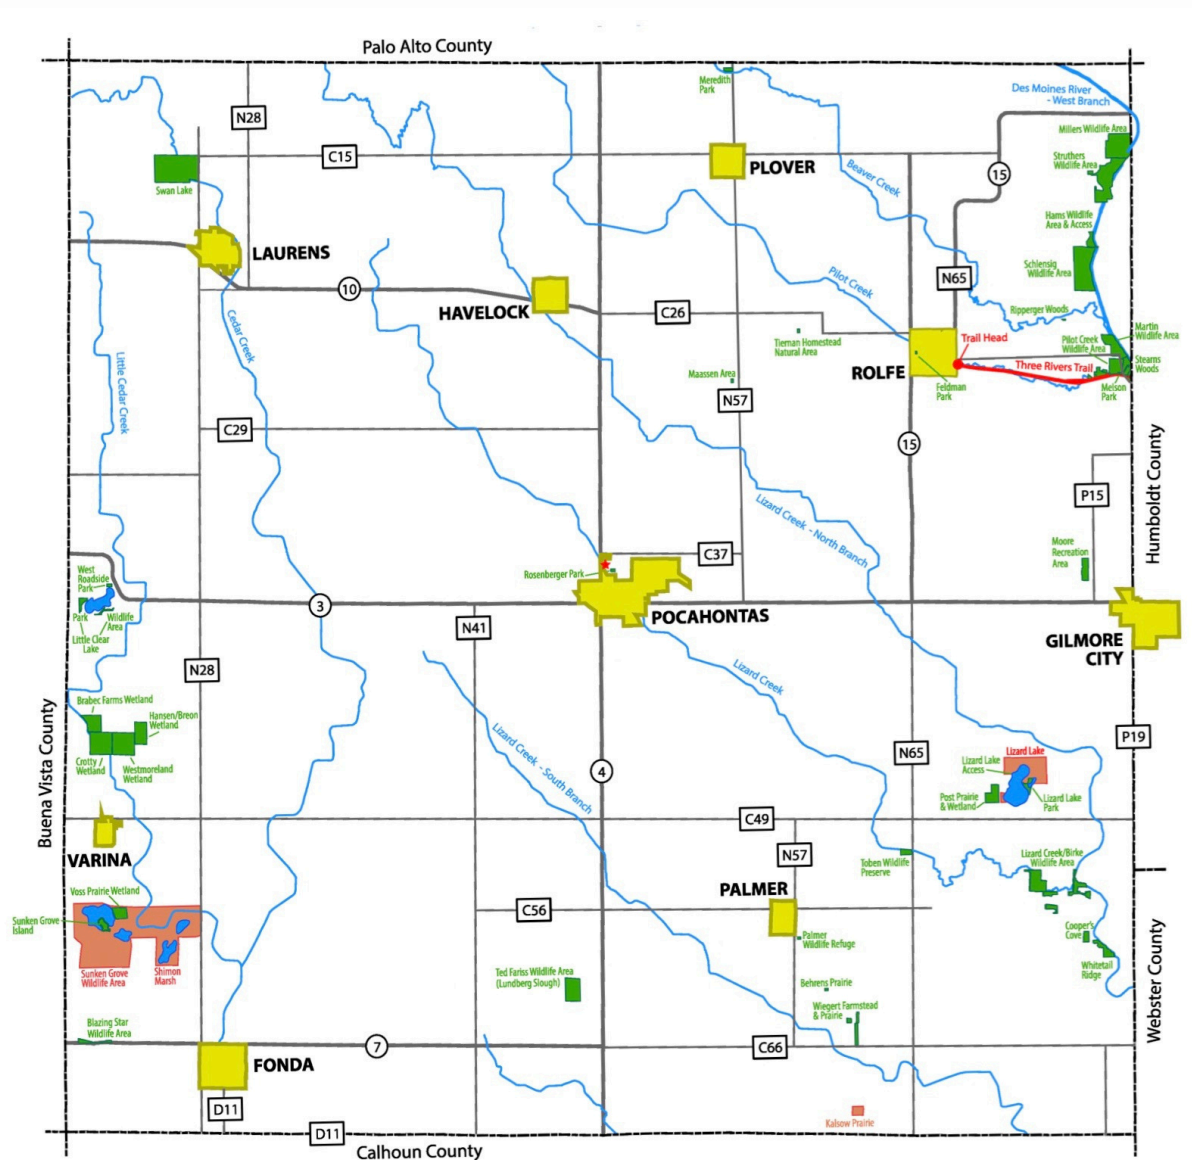 Palo Alto County
Meredith
Park
Des Moines River
- West Branch
N28
Millers Wildlife Area
C15
PLOVER
Struthers
Wildlife Area
15
Beaver Creek
Swan Lake
Hams Wildlife
Area & Access
LAURENS
Schlensig
Wildlife Area
N65
Pilot Creek
10
HAVELOCK
C26
Ripperger Woods
Cedar Creek
Tiernan Homestead
Natural Area
Trail Head
Pilot Creek
Wildlife Area
Martin
Wildlife Area
Little Cedar Creek
Maassen Area
ROLFE
Three Rivers Trail
Stearns
Woods
Feldman
Park
Melson
Park
N57
C29
15
Humboldt County
P15
Lizard Creek - North Branch
C37
Moore
Recreation
Area
West
Roadside
Park
Rosenberger Park
Park
Wildlife
Area
Little Clear
Lake
3
N41
POCAHONTAS
GILMORE
CITY
N28
Lizard Creek
Buena Vista County
Brabec Farms Wetland
Hansen/Breon
Wetland
Crotty
Wetland
Westmoreland
Wetland
Lizard Creek - South Branch
4
N65
P19
Lizard Lake
Lizard Lake
Access
Post Prairie
& Wetland
Lizard Lake
Park
C49
VARINA
N57
Toben Wildlife
Preserve
Lizard Creek/Birke
Wildlife Area
PALMER
Voss Prairie Wetland
Sunken Grove
Island
C56
Palmer
Wildlife Refuge
Cooper's
Cove
Whitetail
Ridge
Webster County
Sunken Grove
Wildlife Area
Shimon
Marsh
Ted Fariss Wildlife Area
(Lundberg Slough)
Behrens Prairie
Wiegert Farmstead
& Prairie
Blazing Star
Wildlife Area
7
C66
FONDA
D11
Kalsow Prairie
D11
Calhoun County